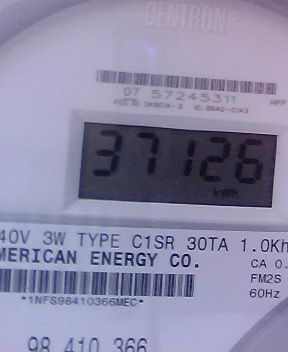 CENTRON®
07 57245311
37126
kWh
40V 3W TYPE C1SR 30TA 1.0Kh
MERICAN ENERGY CO.
CA 0.
FM2S
60Hz
*1NFS98410366MEC*
98 410 366